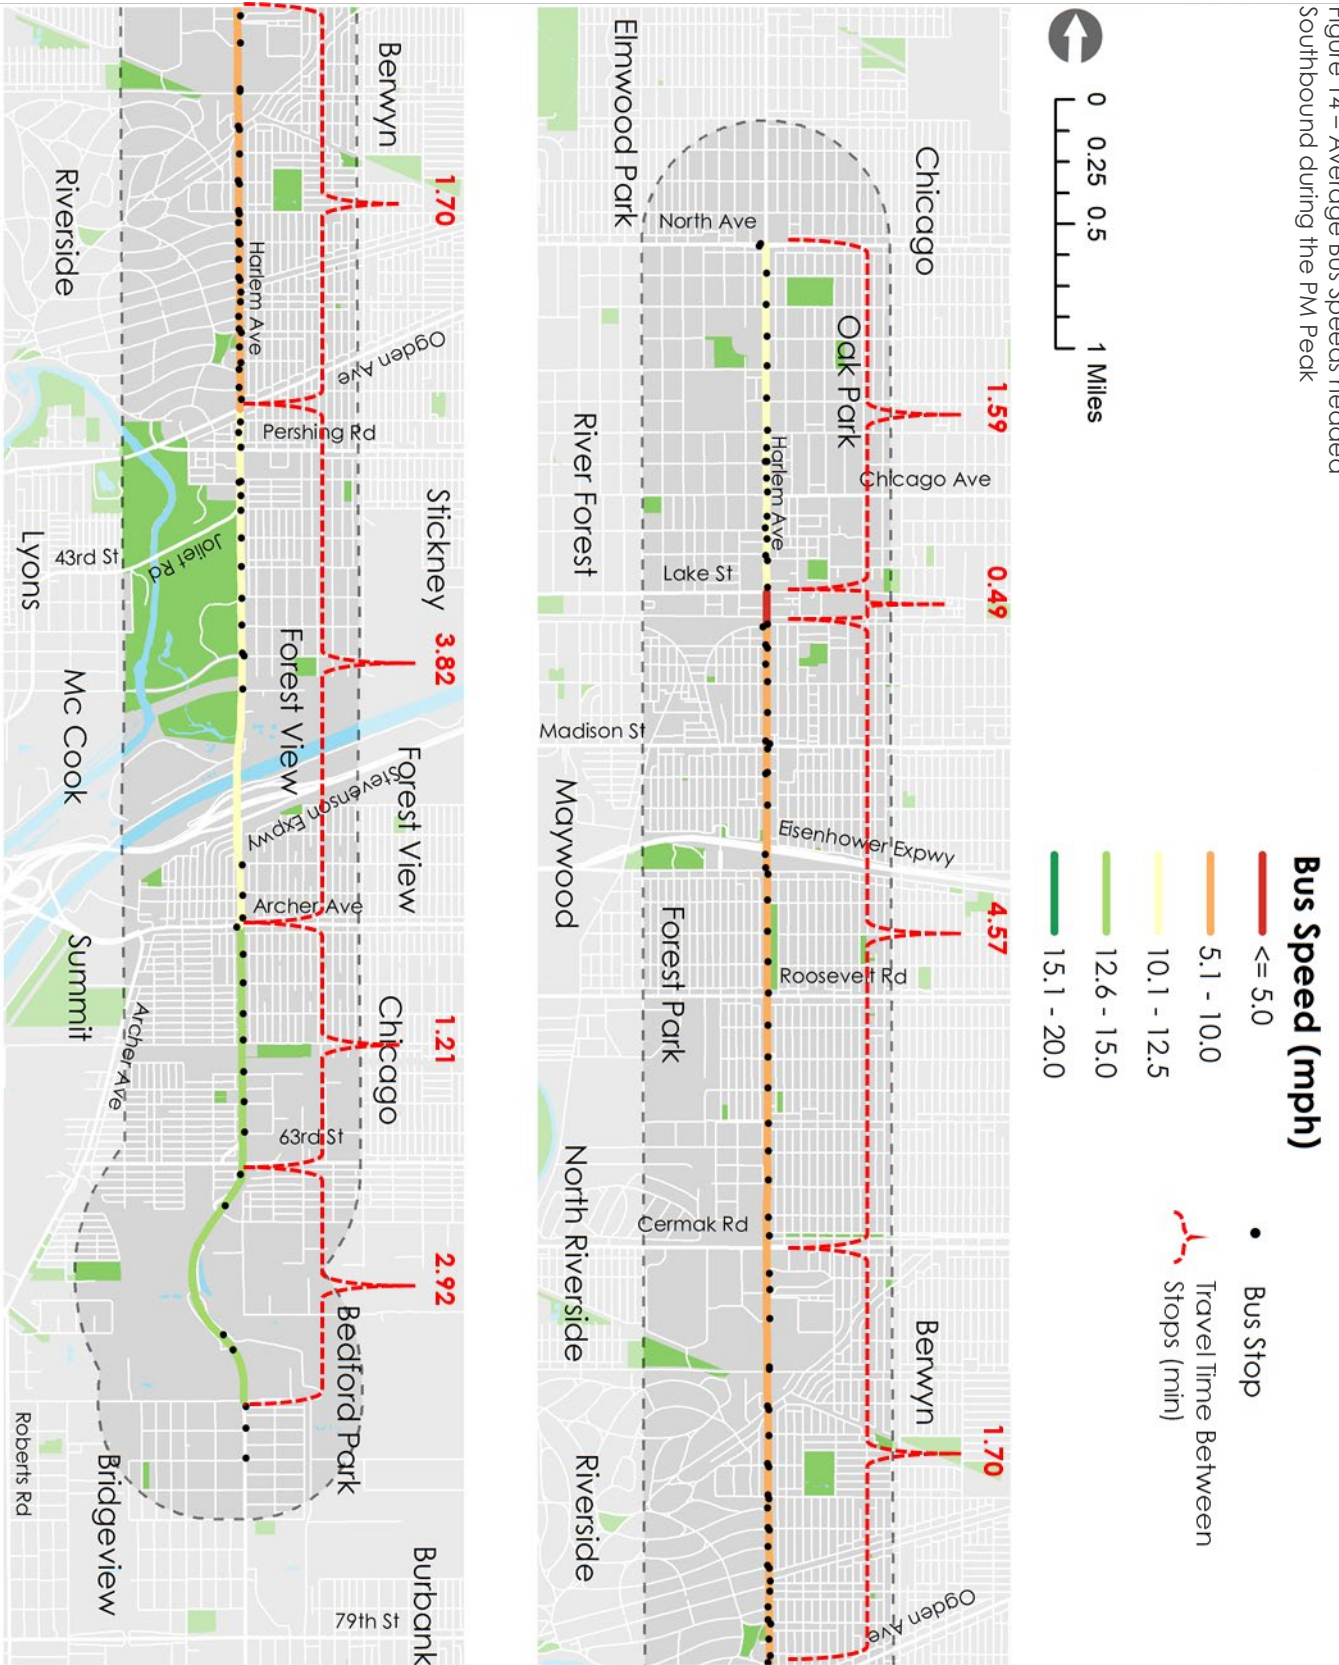 Figure 14 – Average Bus Speeds Headed
Southbound during the PM Peak
0 0.25 0.5 1 Miles
Bus Speed (mph)
<= 5.0
5.1 - 10.0
10.1 - 12.5
12.6 - 15.0
15.1 - 20.0
Bus Stop
Travel Time Between
Stops (min)
Chicago
Elmwood Park
North Ave
Oak Park
1.59
Chicago Ave
Harlem Ave
River Forest
Lake St
0.49
Madison St
Maywood
Eisenhower Expwy
4.57
Forest Park
Roosevelt Rd
North Riverside
Cermak Rd
Berwyn
1.70
Riverside
Ogden Ave
Berwyn
1.70
Riverside
Harlem Ave
Ogden Ave
Pershing Rd
Stickney
43rd St
Joliet Rd
Lyons
3.82
Forest View
Mc Cook
Forest View
Stevenson Expwy
Archer Ave
Summit
Archer Ave
Chicago
1.21
63rd St
2.92
Bedford Park
Roberts Rd
Bridgeview
Burbank
79th St